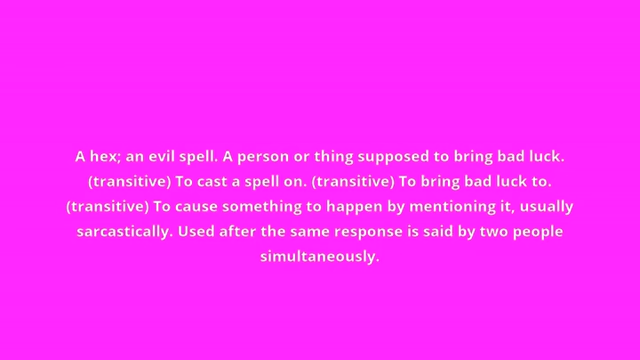 A hex; an evil spell. A person or thing supposed to bring bad luck.
(transitive) To cast a spell on. (transitive) To bring bad luck to.
(transitive) To cause something to happen by mentioning it, usually
sarcastically. Used after the same response is said by two people
simultaneously.